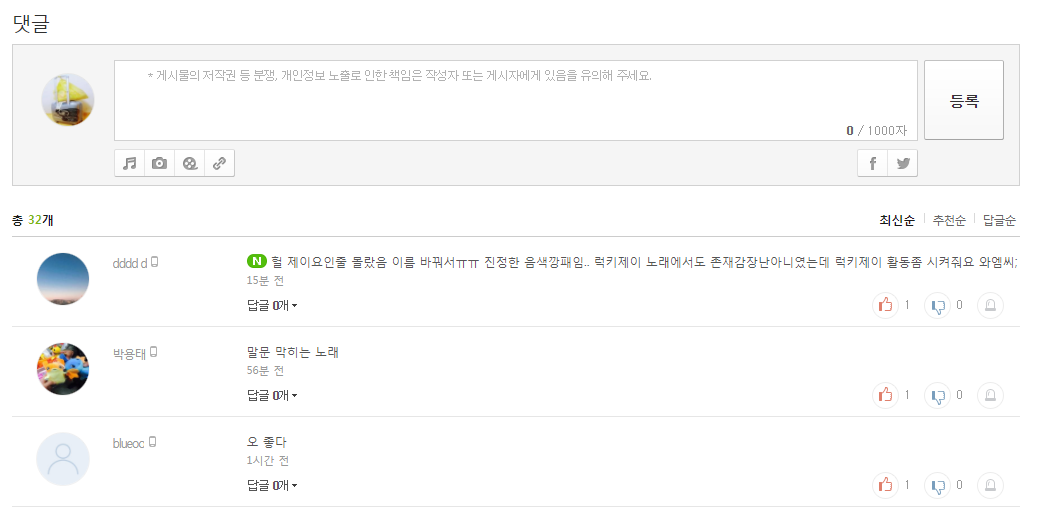 댓글
* 게시물의 저작권 등 분쟁, 개인정보 노출로 인한 책임은 작성자 또는 게시자에게 있음을 유의해 주세요.
등록
0 / 1000자
총 32개
최신순 추천순 답글순
dddd d
N 헐 제이요인줄 몰랐음 이름 바꿔서ㅠㅠ 진정한 음색깡패임.. 럭키제이 노래에서도 존재감장난아니였는데 럭키제이 활동좀 시켜줘요 와엠씨;
15분 전
답글 0개
1 0
박용태
말문 막히는 노래
56분 전
답글 0개
1 0
blueoc
오 좋다
1시간 전
답글 0개
1 0